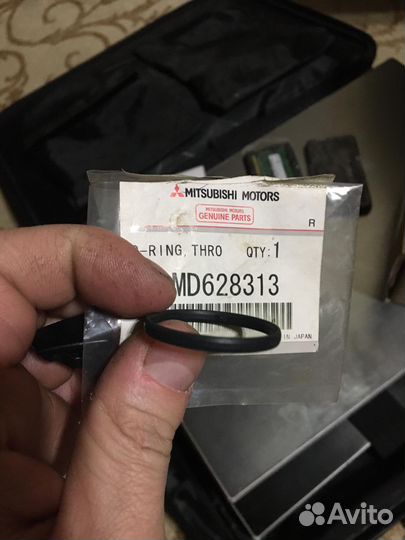 MITSUBISHI MOTORS
MITSUBISHI MOTORS
GENUINE PARTS
R
-RING, THRO QTY:1
MD628313
IN JAPAN
Avito